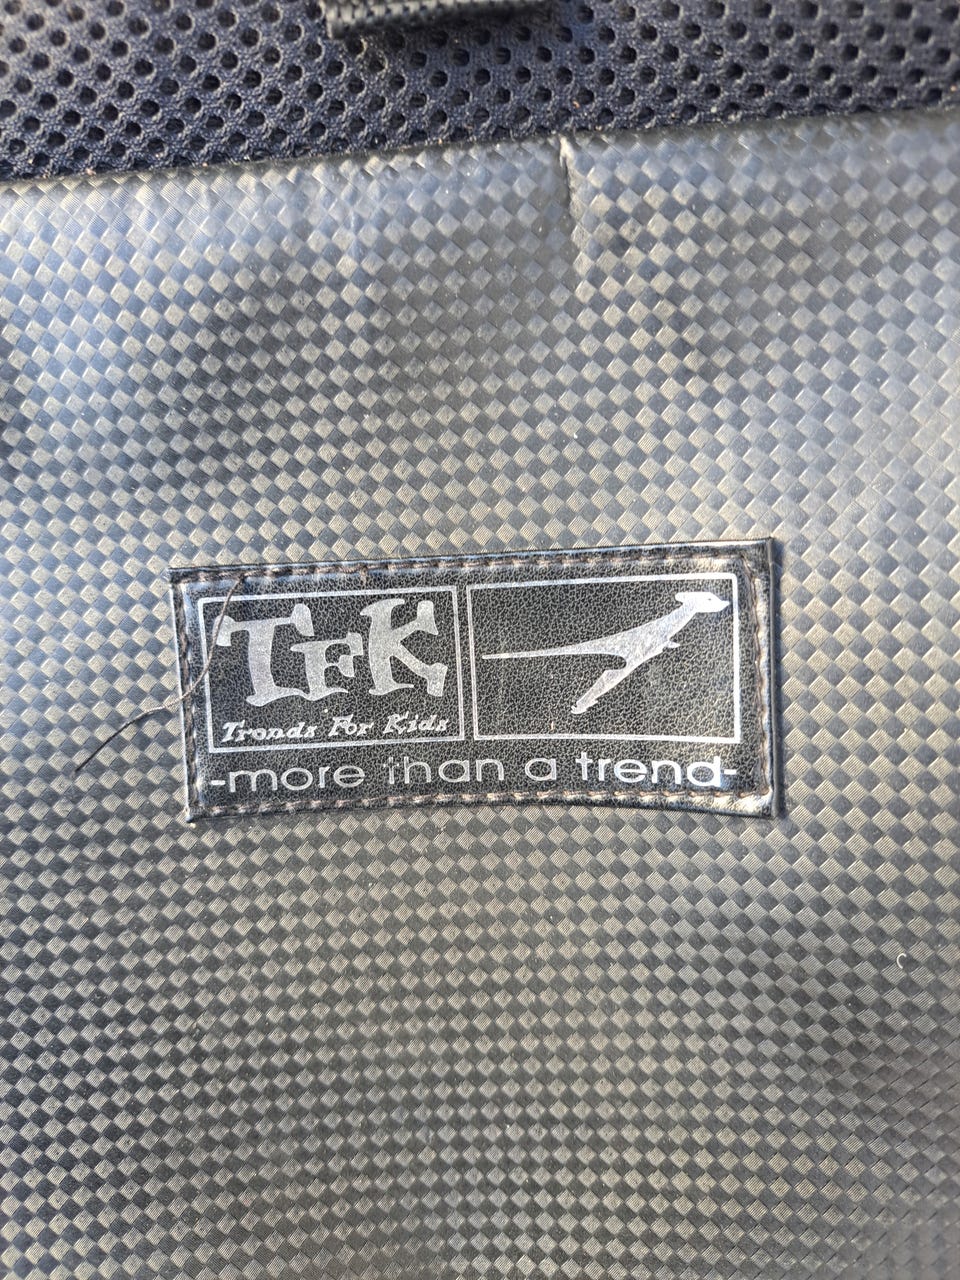 TFK
Trends For Kids
-more than a trend-